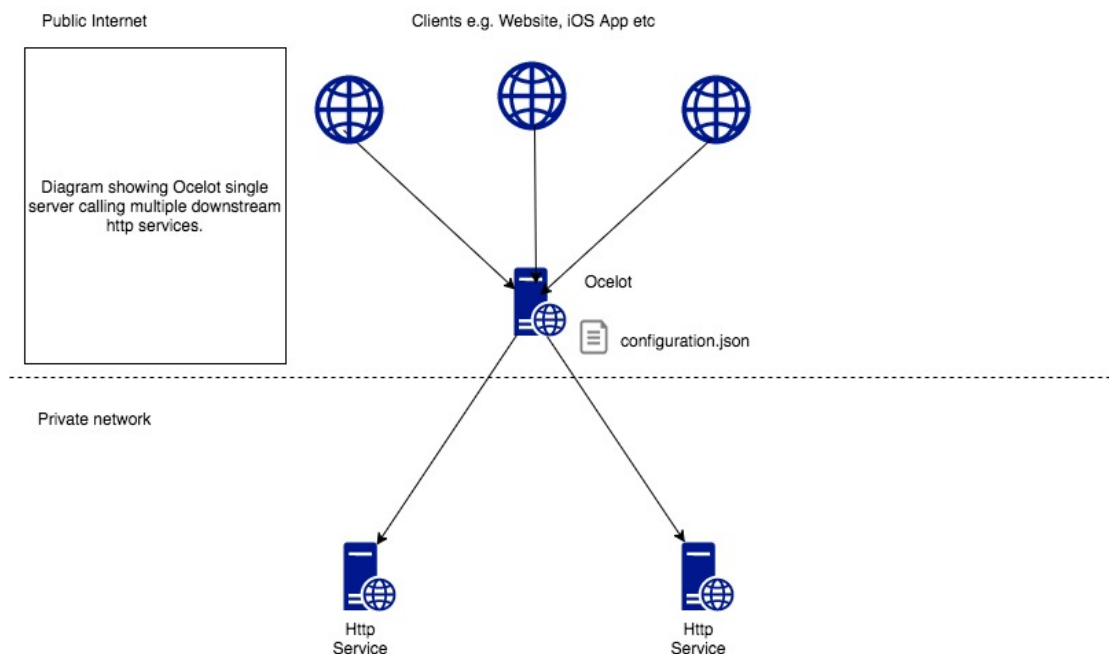 Public Internet
Clients e.g. Website, iOS App etc
Diagram showing Ocelot single
server calling multiple downstream
http services.
Ocelot
configuration.json
Private network
Http
Service
Http
Service